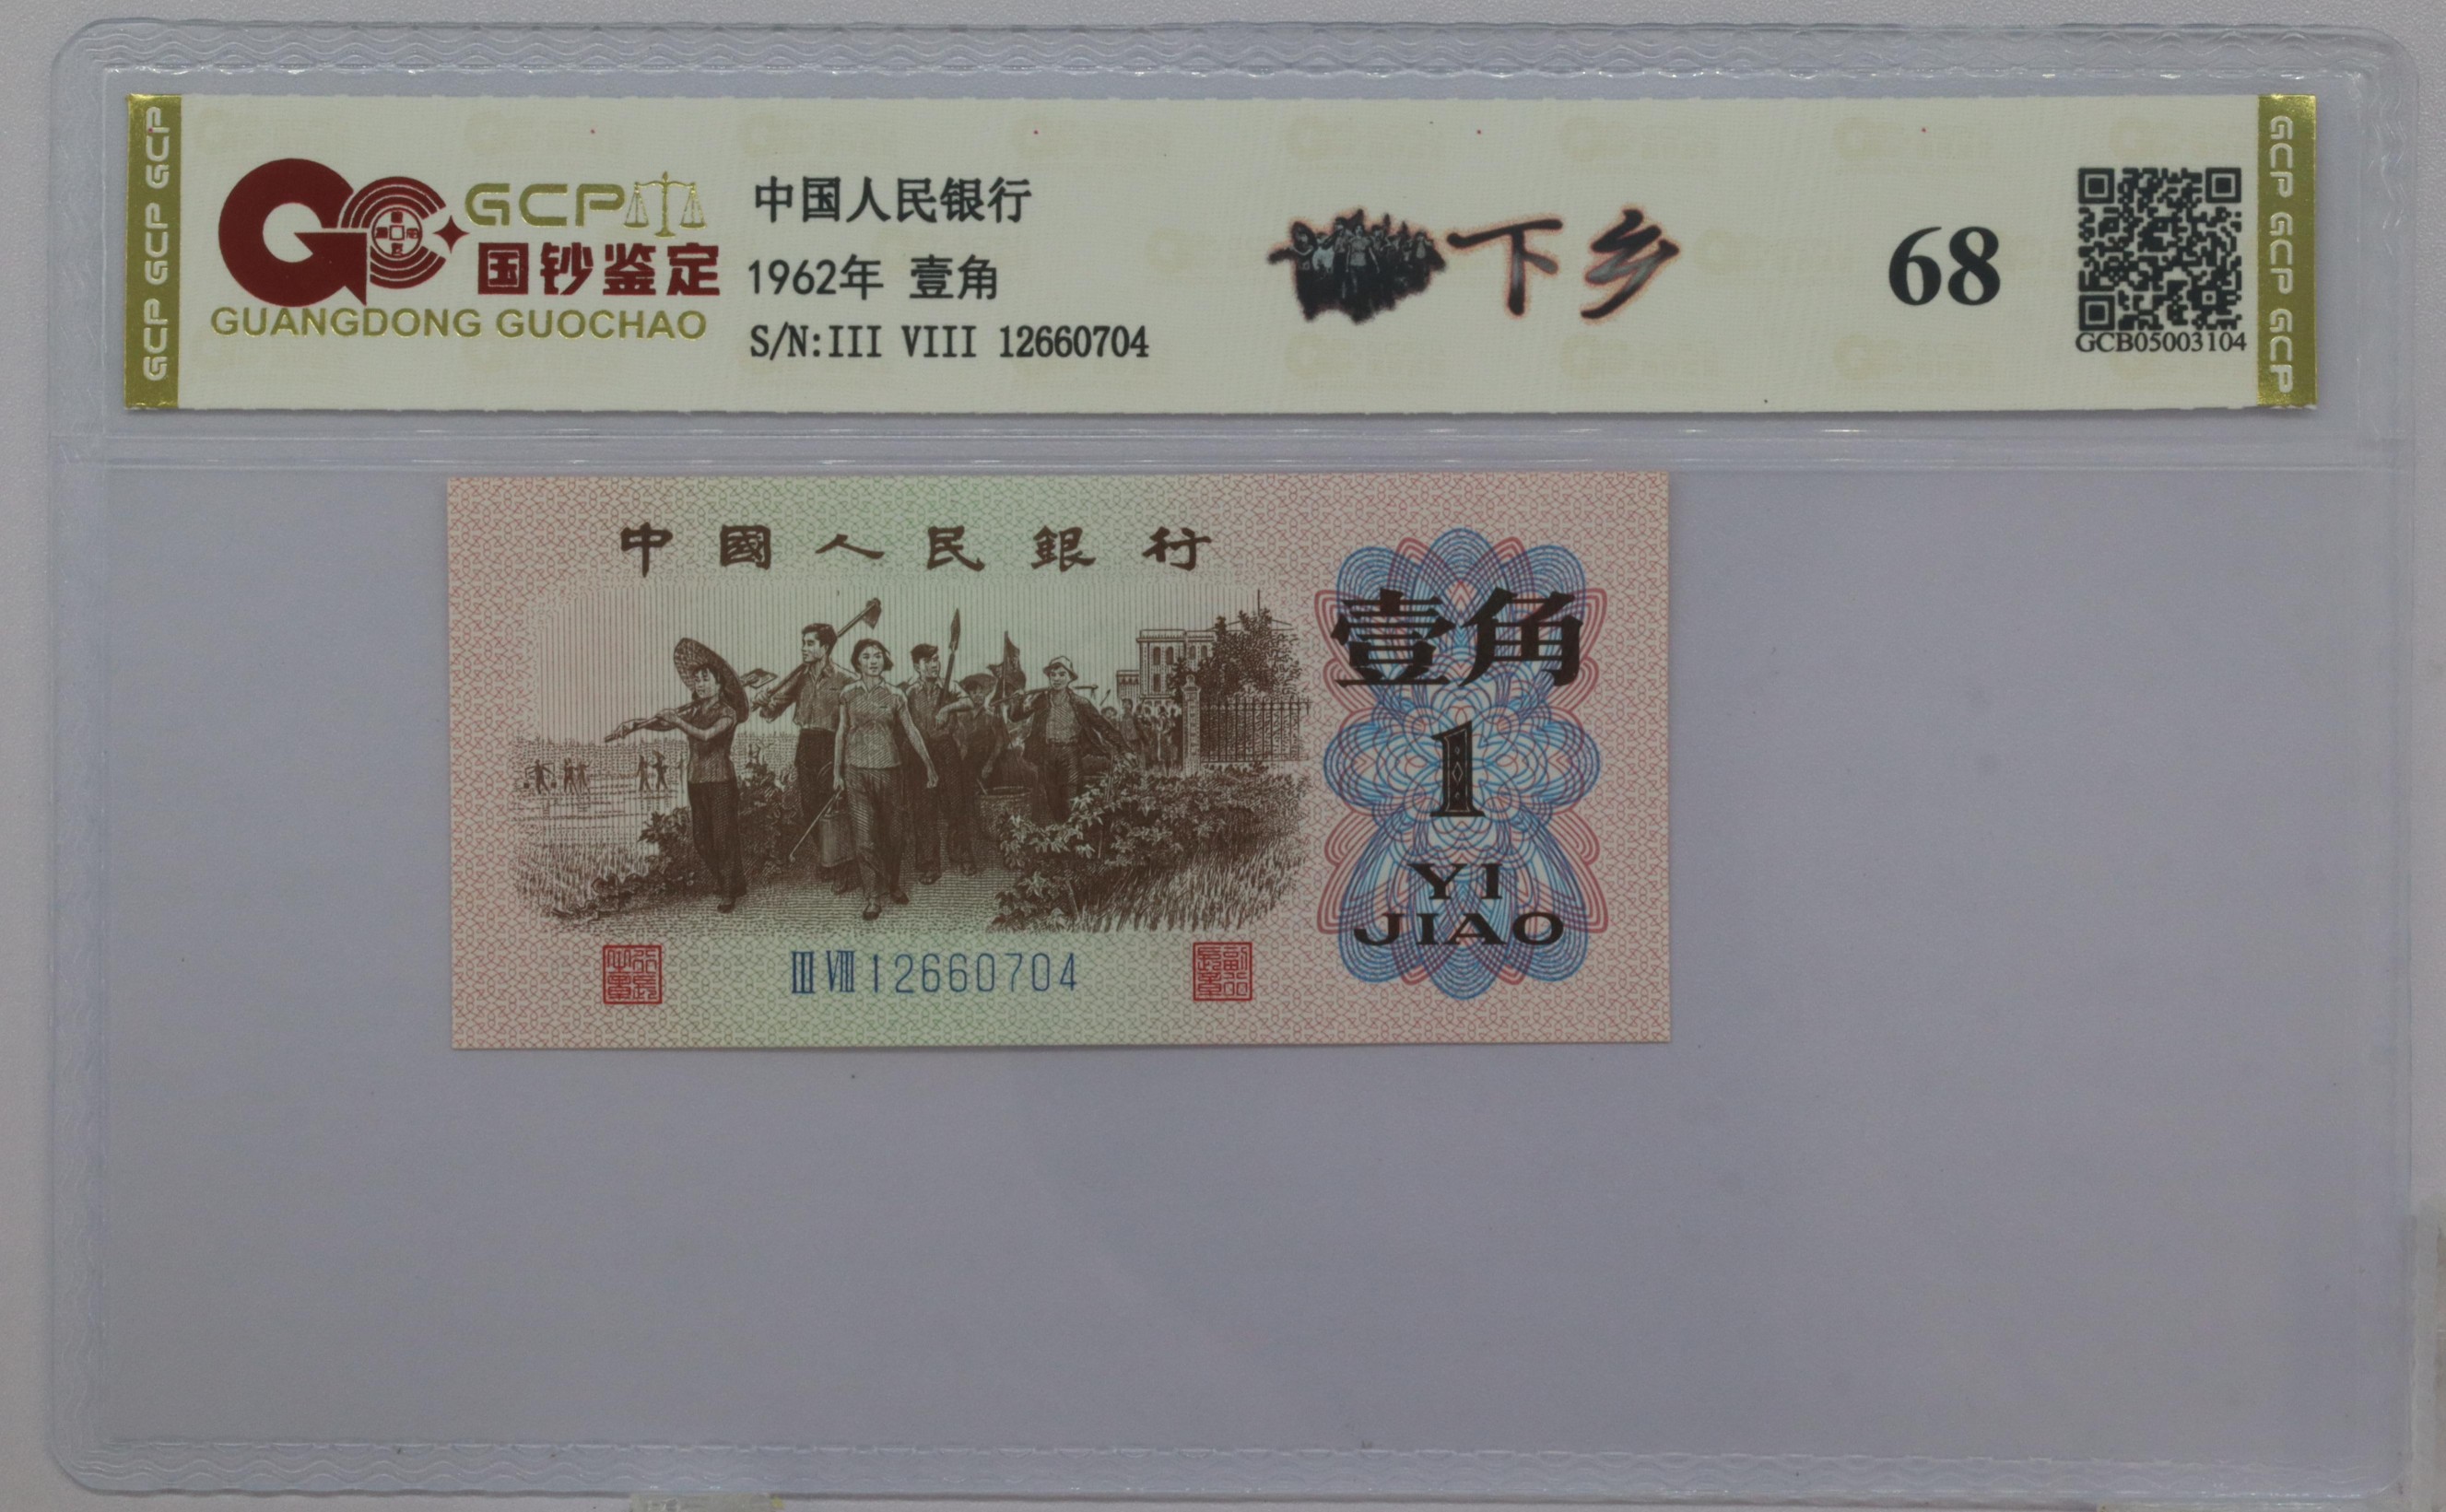 GCP GCP GCP
GCP
国钞鉴定
GUANGDONG GUOCHAO
中国人民银行
1962年 壹角
S/N:III VIII 12660704
下乡
68
GCB05003104
GCP GCP GCP
中國人民銀行
壹角
1
YI
JIAO
III VIII 12660704